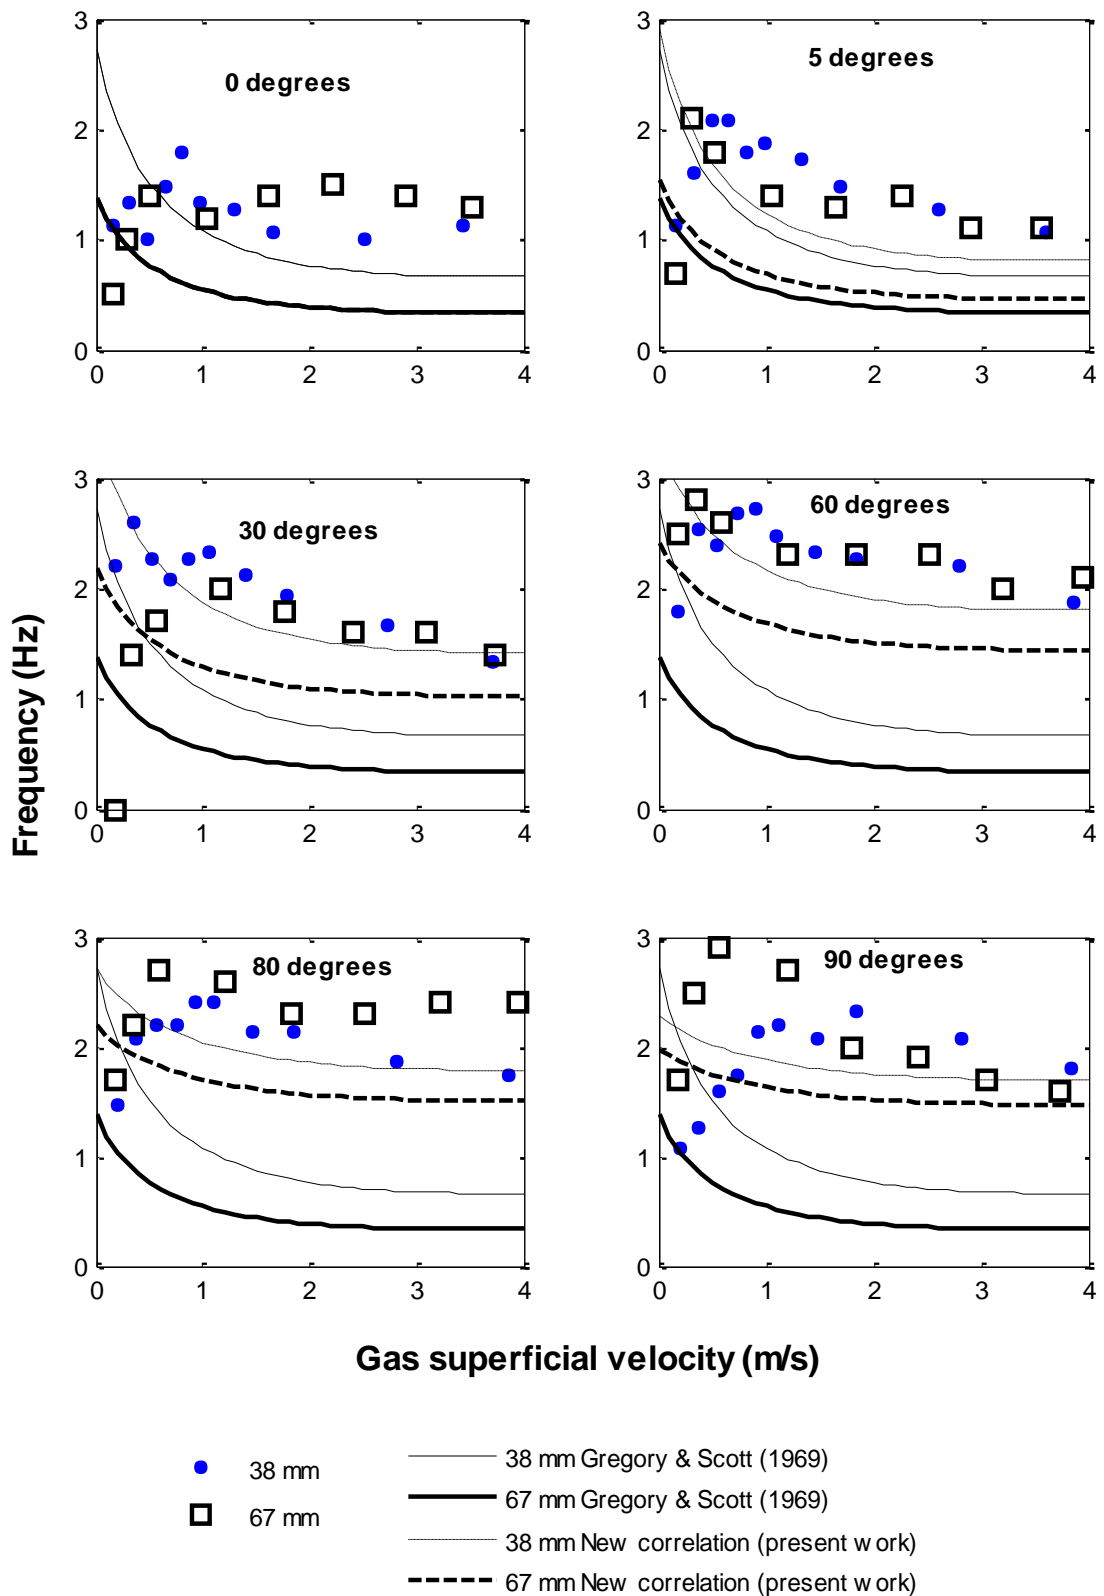 3
2
1
0
0 1 2 3 4
0 degrees
3
2
1
0
0 1 2 3 4
5 degrees
3
2
1
0
0 1 2 3 4
30 degrees
3
2
1
0
0 1 2 3 4
60 degrees
3
2
1
0
0 1 2 3 4
80 degrees
3
2
1
0
0 1 2 3 4
90 degrees
Frequency (Hz)
Gas superficial velocity (m/s)
38 mm
67 mm
38 mm Gregory & Scott (1969)
67 mm Gregory & Scott (1969)
38 mm New correlation (present work)
67 mm New correlation (present work)